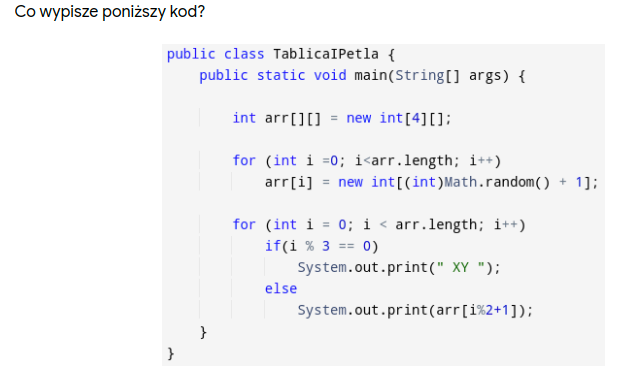 Co wypisze poniższy kod?
public class TablicaIPetla {
public static void main(String[] args) {
int arr[][] = new int[4][];
for (int i =0; i<arr.length; i++)
arr[i] = new int[(int)Math.random() + 1];
for (int i = 0; i < arr.length; i++)
if(i % 3 == 0)
System.out.print(" XY ");
else
System.out.print(arr[i%2+1]);
}
}